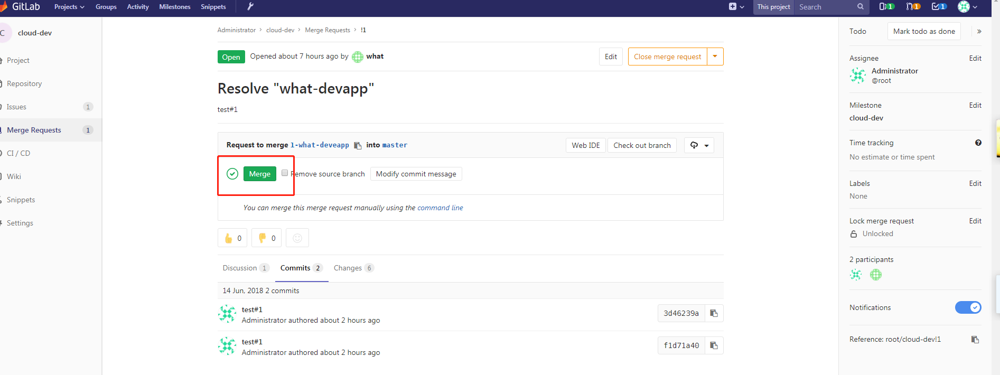 GitLab Projects Groups Activity Milestones Snippets This project Search 1 1 1
C cloud-dev
Project
Repository
Issues 1
Merge Requests 1
CI / CD
Wiki
Snippets
Settings
Administrator > cloud-dev > Merge Requests > !1
Open Opened about 7 hours ago by what Edit Close merge request
Resolve "what-devapp"
test#1
Request to merge 1-what-deveapp into master Web IDE Check out branch
Merge Remove source branch Modify commit message
You can merge this merge request manually using the command line
0 0
Discussion 1 Commits 2 Changes 6
14 Jun, 2018 2 commits
test#1
Administrator authored about 2 hours ago
3d46239a
test#1
Administrator authored about 2 hours ago
f1d71a40
Todo Mark todo as done »
Assignee Edit
Administrator
@root
Milestone Edit
cloud-dev
Time tracking
No estimate or time spent
Labels Edit
None
Lock merge request Edit
Unlocked
2 participants
Notifications
Reference: root/cloud-dev!1